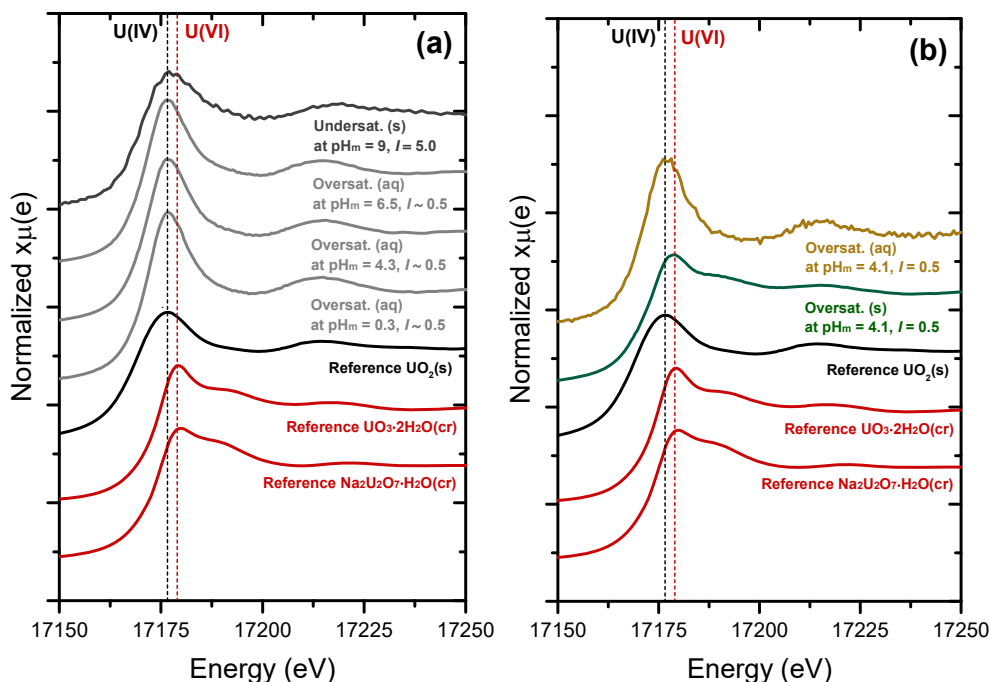 U(IV) U(VI)
(a)
Undersat. (s)
at pHm = 9, I = 5.0
Oversat. (aq)
at pHm = 6.5, I ~ 0.5
Oversat. (aq)
at pHm = 4.3, I ~ 0.5
Oversat. (aq)
at pHm = 0.3, I ~ 0.5
Reference UO2(s)
Reference UO3·2H2O(cr)
Reference Na2U2O7·H2O(cr)
Normalized xμ(e)
17150 17175 17200 17225 17250
Energy (eV)
U(IV) U(VI)
(b)
Oversat. (aq)
at pHm = 4.1, I = 0.5
Oversat. (s)
at pHm = 4.1, I = 0.5
Reference UO2(s)
Reference UO3·2H2O(cr)
Reference Na2U2O7·H2O(cr)
Normalized xμ(e)
17150 17175 17200 17225 17250
Energy (eV)